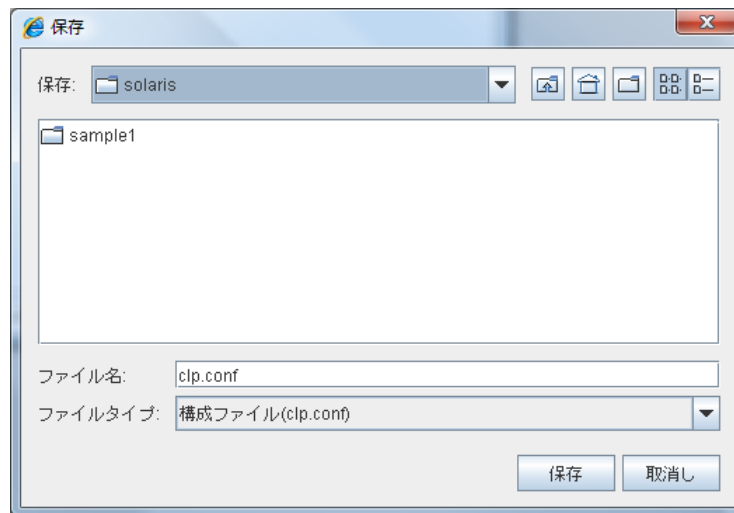 保存
保存: solaris
sample1
ファイル名: clp.conf
ファイルタイプ: 構成ファイル(clp.conf)
保存 取消し